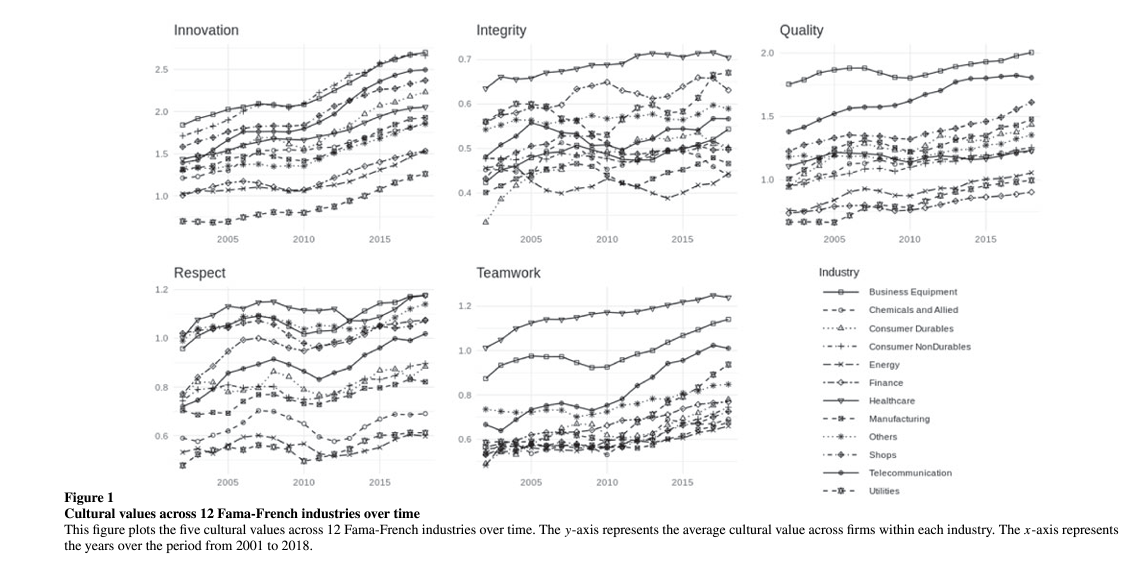 Innovation
2.5
2.0
1.5
1.0
2005 2010 2015
Integrity
0.7
0.6
0.5
0.4
2005 2010 2015
Quality
2.0
1.5
1.0
2005 2010 2015
Respect
1.2
1.0
0.8
0.6
2005 2010 2015
Teamwork
1.2
1.0
0.8
0.6
2005 2010 2015
Industry
Business Equipment
Chemicals and Allied
Consumer Durables
Consumer NonDurables
Energy
Finance
Healthcare
Manufacturing
Others
Shops
Telecommunication
Utilities
Figure 1
Cultural values across 12 Fama-French industries over time
This figure plots the five cultural values across 12 Fama-French industries over time. The y-axis represents the average cultural value across firms within each industry. The x-axis represents
the years over the period from 2001 to 2018.